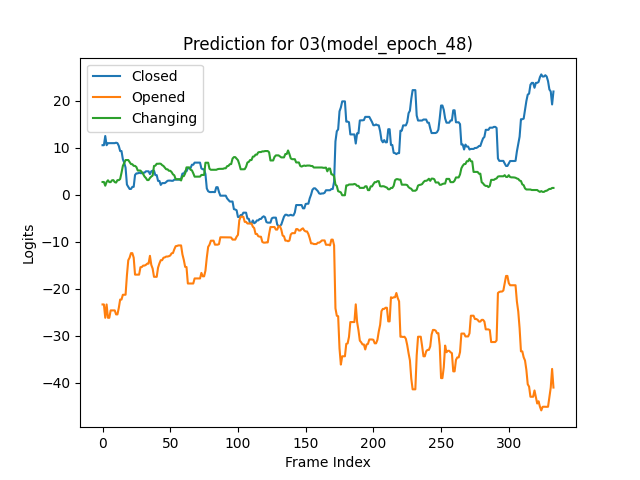 Prediction for 03(model_epoch_48)
Closed
Opened
Changing
20
10
0
−10
−20
−30
−40
Logits
0
50
100
150
200
250
300
Frame Index